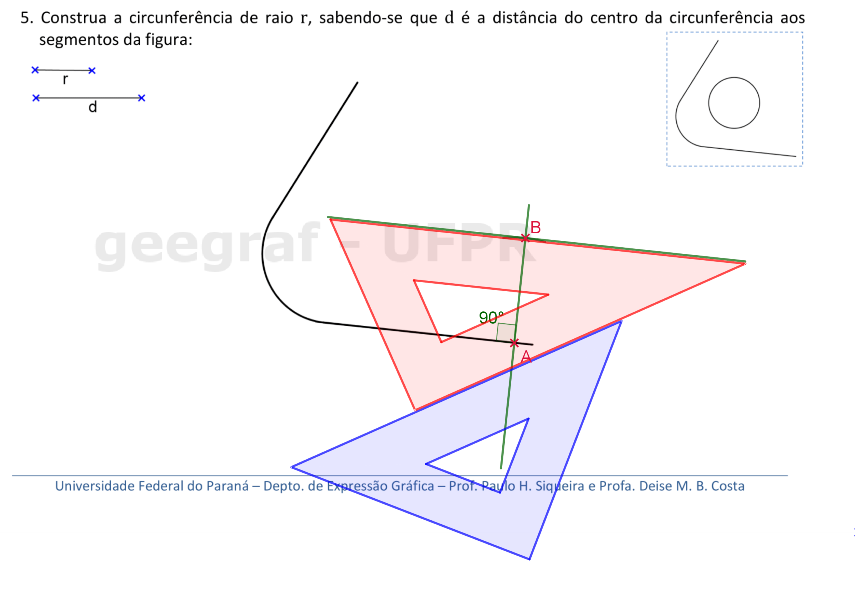 5. Construa a circunferência de raio r, sabendo-se que d é a distância do centro da circunferência aos
segmentos da figura:
r
d
B
geegraf - UFPR
90°
A
Universidade Federal do Paraná – Depto. de Expressão Gráfica – Prof. Paulo H. Siqueira e Profa. Deise M. B. Costa